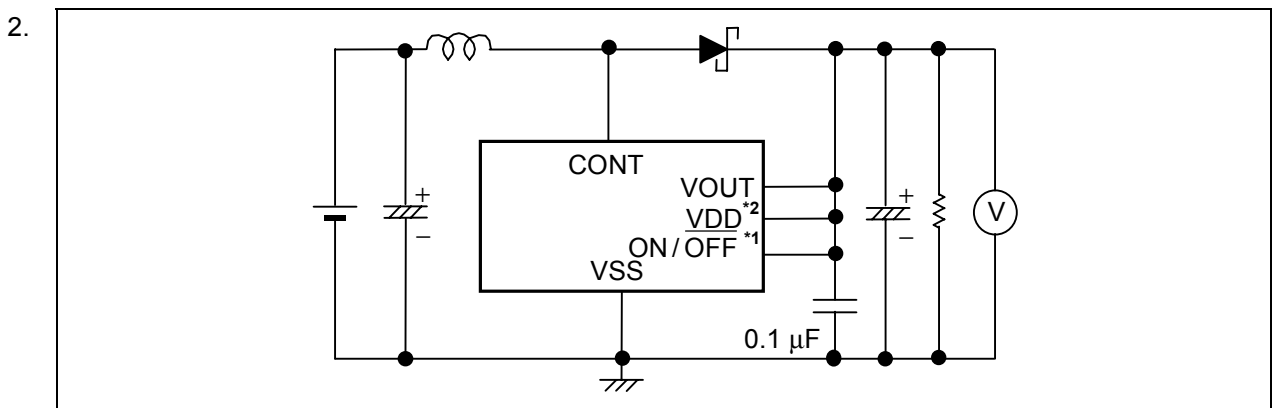 2.
CONT
VOUT
VDD*2
ON/OFF*1
VSS
+
−
+
−
V
0.1 μF